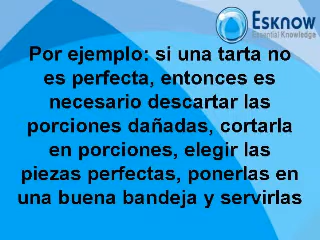 Esknow
Essential Knowledge
Por ejemplo: si una tarta no
es perfecta, entonces es
necesario descartar las
porciones dañadas, cortarla
en porciones, elegir las
piezas perfectas, ponerlas en
una buena bandeja y servirlas